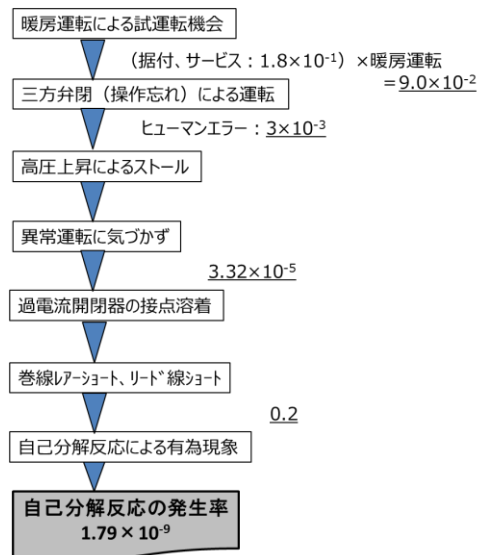 暖房運転による試運転機会
（据付、サービス：1.8×10⁻¹）×暖房運転
＝9.0×10⁻²
三方弁閉（操作忘れ）による運転
ヒューマンエラー：3×10⁻³
高圧上昇によるストール
異常運転に気づかず
3.32×10⁻⁵
過電流開閉器の接点溶着
巻線ﾚｱｰｼｮｰﾄ、ﾘｰﾄﾞ線ｼｮｰﾄ
0.2
自己分解反応による有為現象
自己分解反応の発生率
1.79×10⁻⁹